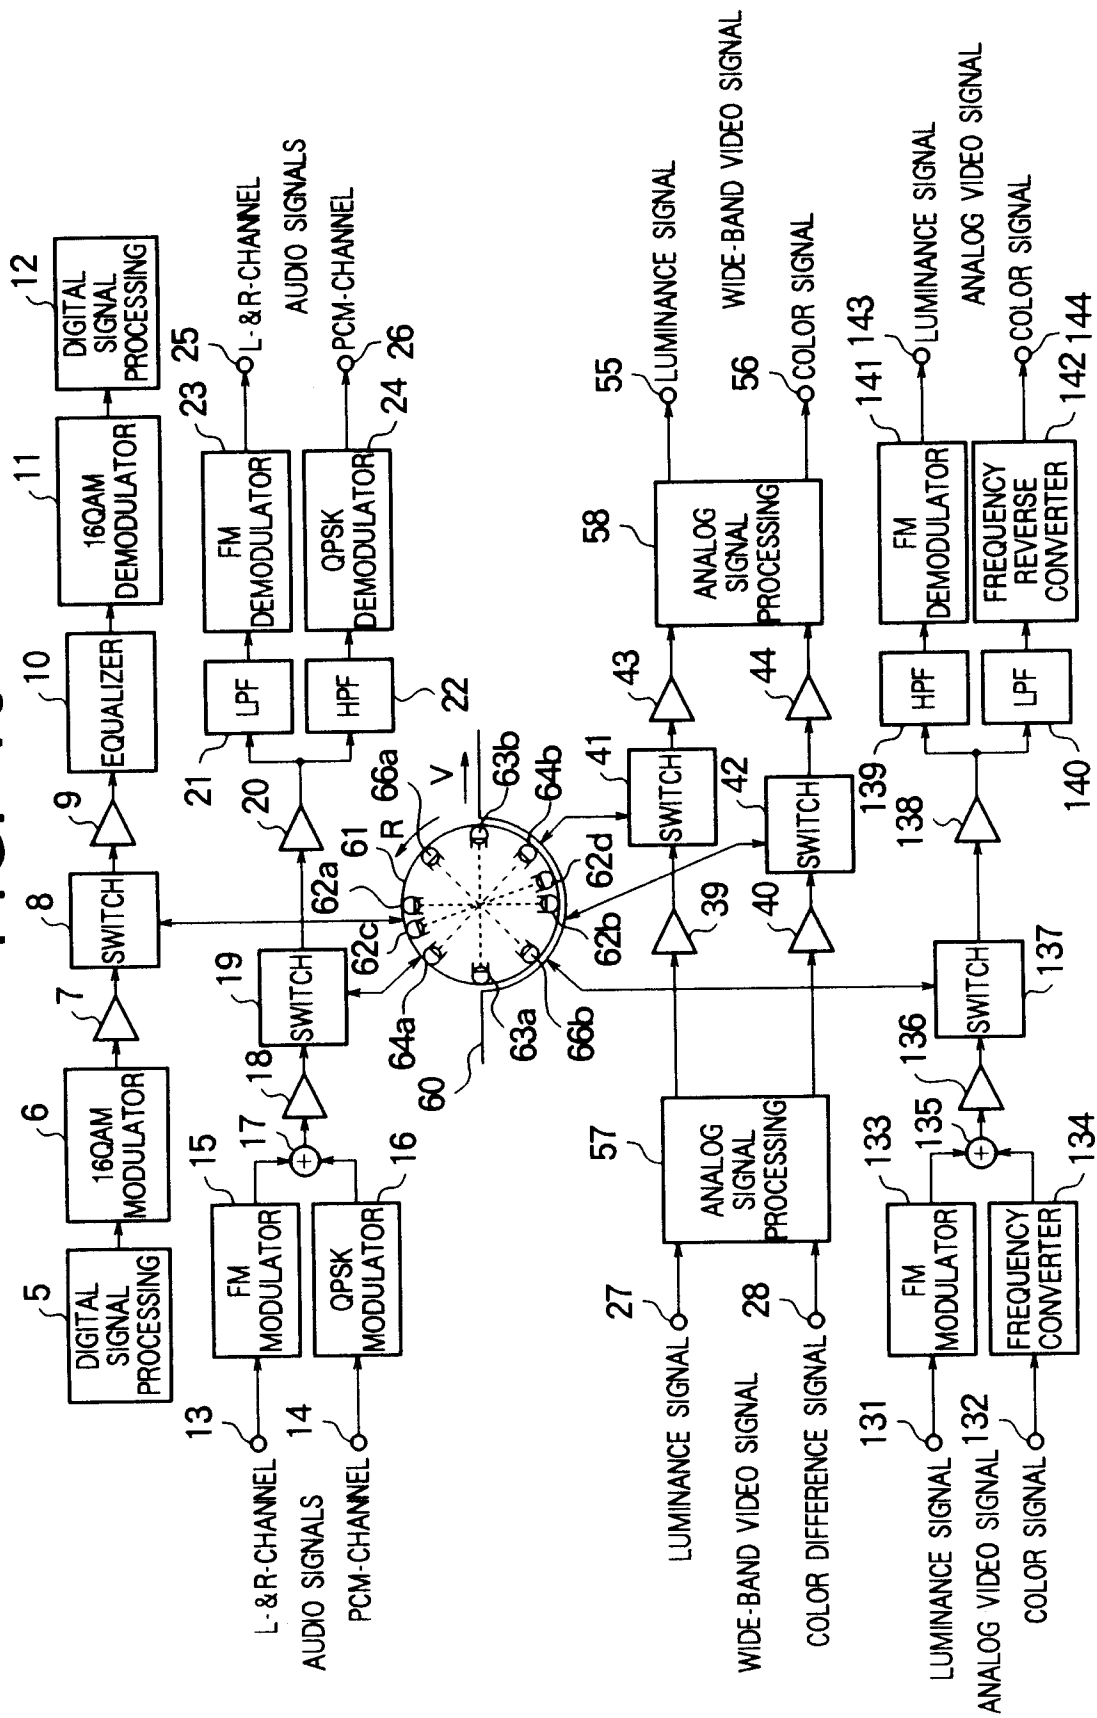 5
DIGITAL
SIGNAL
PROCESSING
6
16QAM
MODULATOR
7
8
SWITCH
9
10
EQUALIZER
11
16QAM
DEMODULATOR
12
DIGITAL
SIGNAL
PROCESSING
L-&R-CHANNEL
13
AUDIO SIGNALS
PCM-CHANNEL
14
15
FM
MODULATOR
QPSK
MODULATOR
16
17
18
19
SWITCH
20
21
LPF
HPF
22
23
FM
DEMODULATOR
QPSK
DEMODULATOR
24
25
L-&R-CHANNEL
AUDIO SIGNALS
PCM-CHANNEL
26
60
61
R
V
62a
62c
64a
63a
66a
63b
64b
62d
62b
66b
LUMINANCE SIGNAL
27
WIDE-BAND VIDEO SIGNAL
COLOR DIFFERENCE SIGNAL
28
57
ANALOG
SIGNAL
PROCESSING
39
40
41
SWITCH
42
SWITCH
43
44
58
ANALOG
SIGNAL
PROCESSING
55
LUMINANCE SIGNAL
WIDE-BAND VIDEO SIGNAL
56
COLOR SIGNAL
LUMINANCE SIGNAL
131
ANALOG VIDEO SIGNAL
132
COLOR SIGNAL
133
FM
MODULATOR
FREQUENCY
CONVERTER
134
135
136
SWITCH
137
138
139
HPF
LPF
140
141
FM
DEMODULATOR
FREQUENCY
REVERSE
CONVERTER
142
143
LUMINANCE SIGNAL
ANALOG VIDEO SIGNAL
COLOR SIGNAL
144